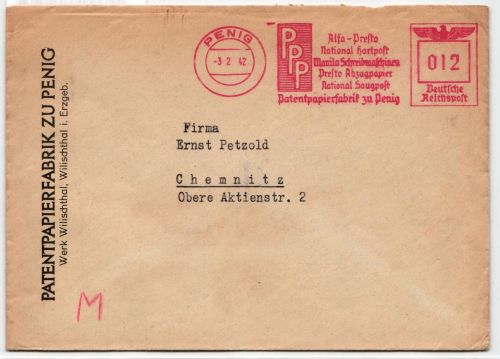 PATENTPAPIERFABRIK ZU PENIG
Werk Wilischthal, Wilischthal i. Erzgeb.
PENIG
-3 2 42
PPP
Alfa-Presto
National Hartpost
Manila Schreibmaschinen
Presto Abzugpapier
National Saugpost
Patentpapierfabrik zu Penig
012
Deutsche
Reichspost
Firma
Ernst Petzold
Chemnitz
Obere Aktienstr. 2
M